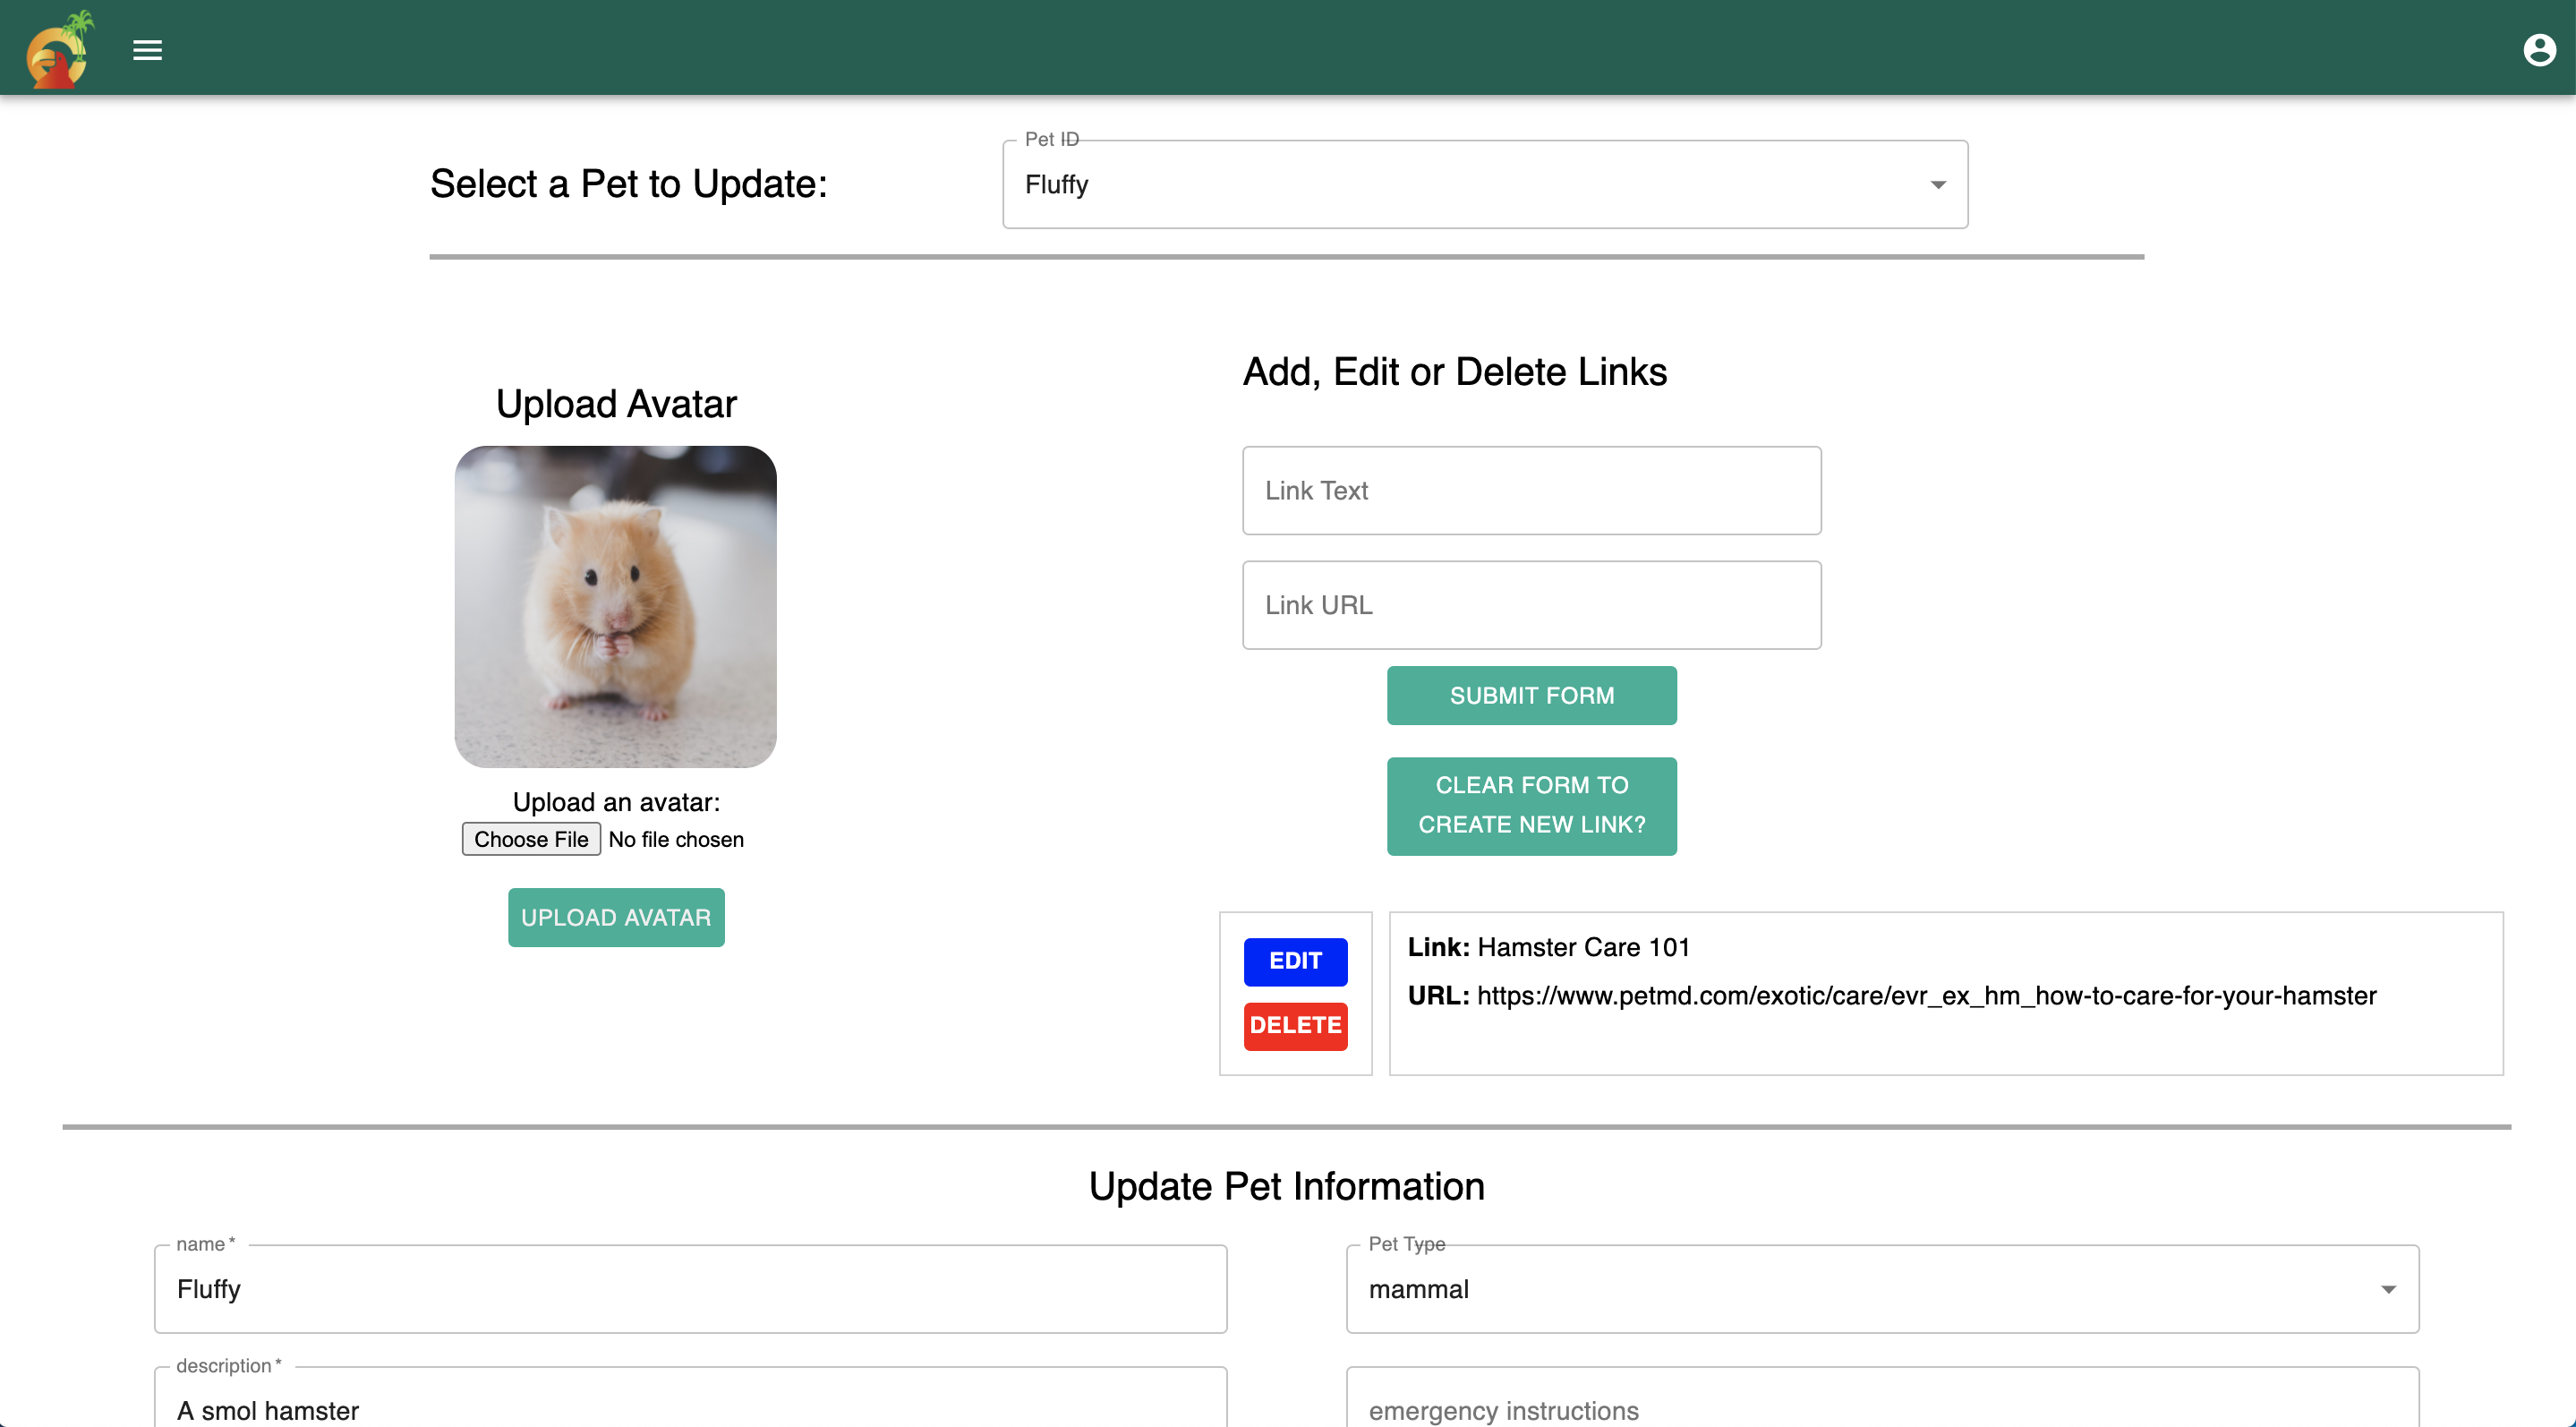 Pet ID
Select a Pet to Update:
Fluffy
Upload Avatar
Upload an avatar:
Choose File No file chosen
UPLOAD AVATAR
Add, Edit or Delete Links
Link Text
Link URL
SUBMIT FORM
CLEAR FORM TO
CREATE NEW LINK?
EDIT
DELETE
Link: Hamster Care 101
URL: https://www.petmd.com/exotic/care/evr_ex_hm_how-to-care-for-your-hamster
Update Pet Information
name *
Fluffy
Pet Type
mammal
description *
A smol hamster
emergency instructions